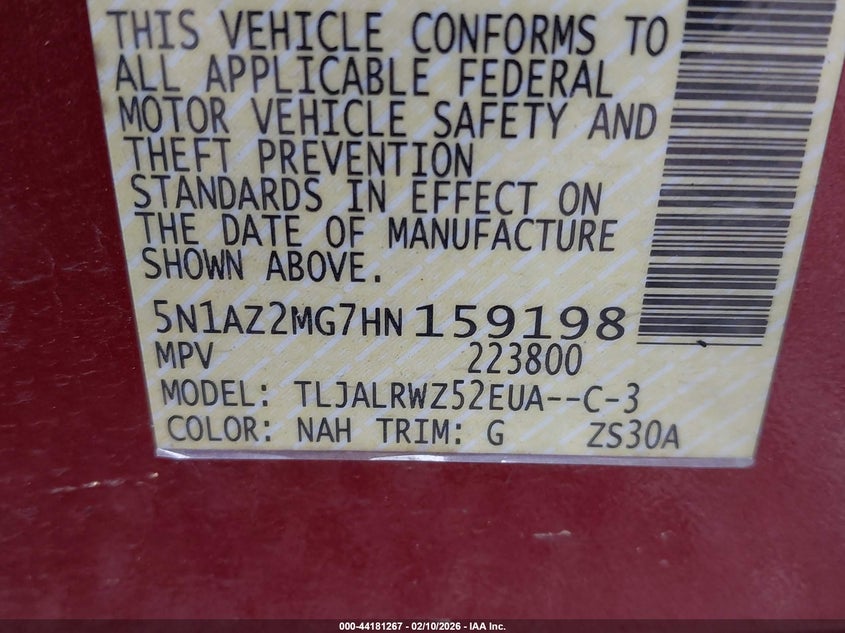 THIS VEHICLE CONFORMS TO
ALL APPLICABLE FEDERAL
MOTOR VEHICLE SAFETY AND
THEFT PREVENTION
STANDARDS IN EFFECT ON
THE DATE OF MANUFACTURE
SHOWN ABOVE.
5N1AZ2MG7HN159198
MPV 223800
MODEL: TLJALRWZ52EUA--C-3
COLOR: NAH TRIM: G ZS30A
000-44181267 - 02/10/2026 - IAA Inc.